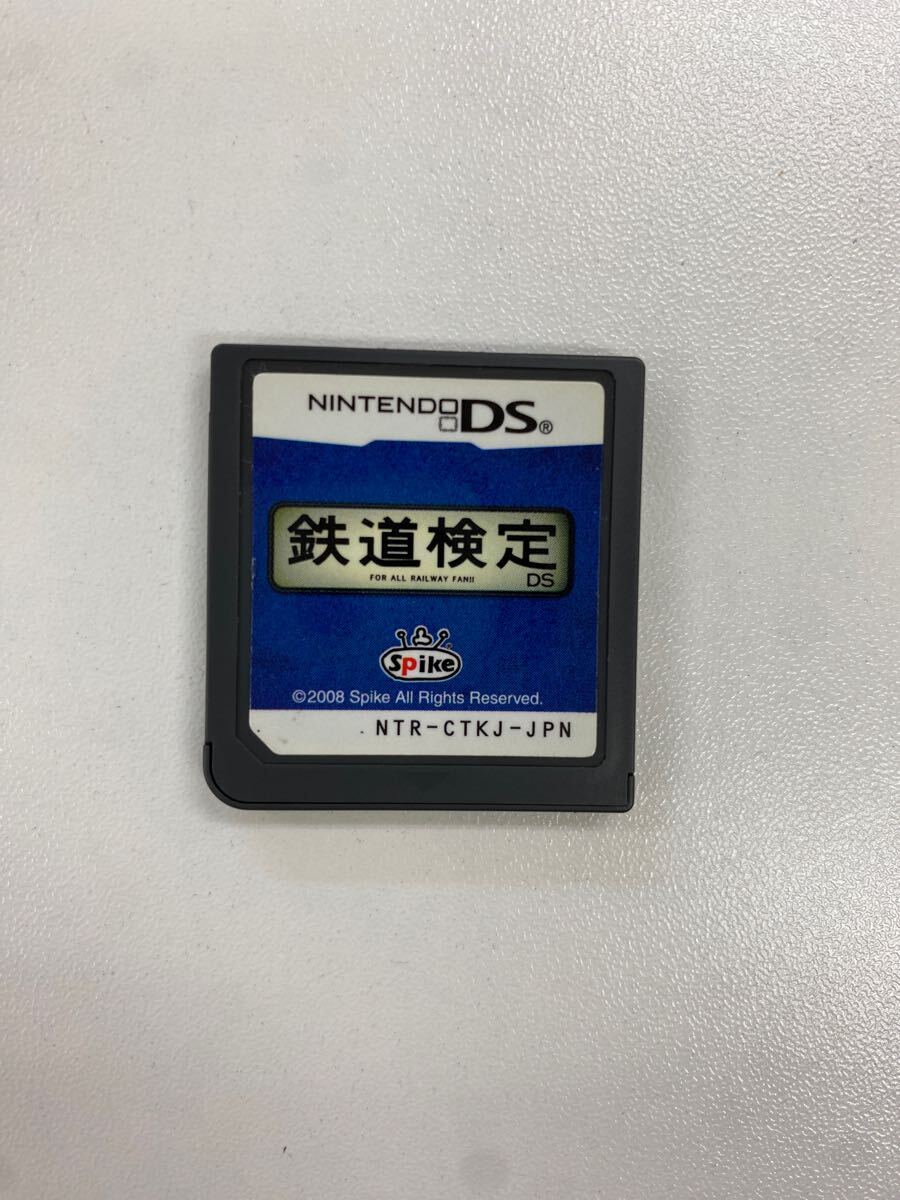 NINTENDO DS®
鉄道検定
FOR ALL RAILWAY FAN!!
DS
Spike®
©2008 Spike All Rights Reserved.
NTR-CTKJ-JPN